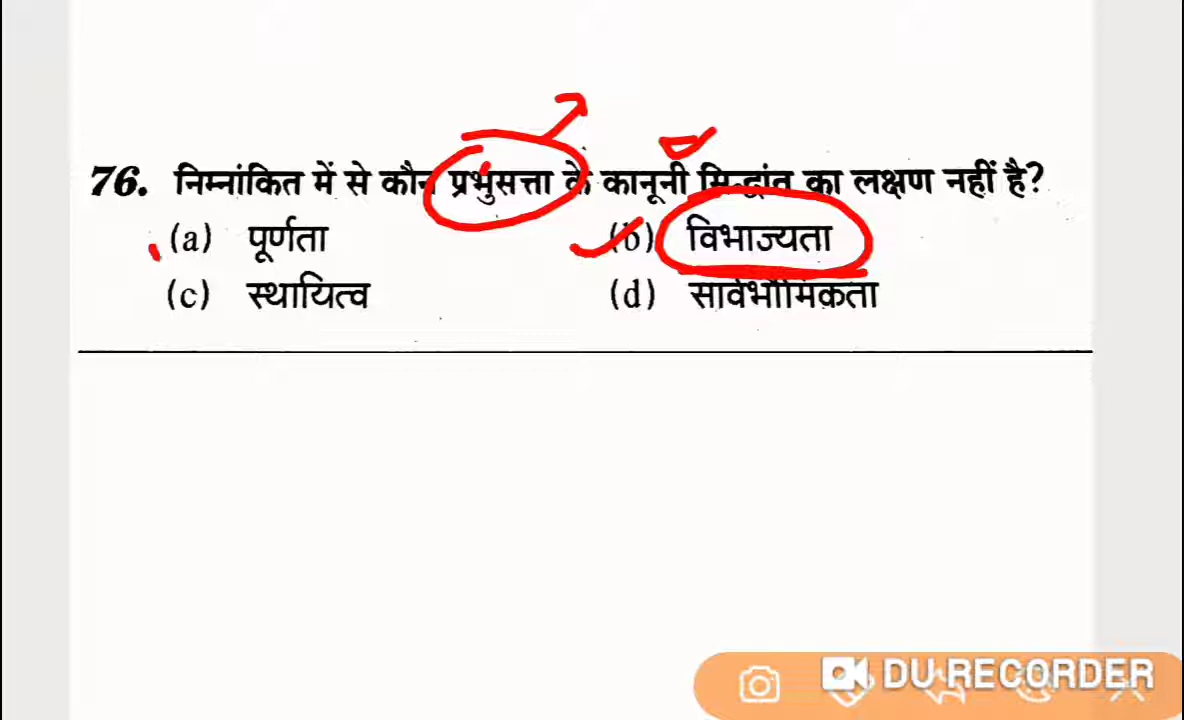 76. निम्नांकित में से कौन प्रभुसत्ता के कानूनी सिद्धांत का लक्षण नहीं है?
(a) पूर्णता (b) विभाज्यता
(c) स्थायित्व (d) सार्वभौमिकता
DU RECORDER